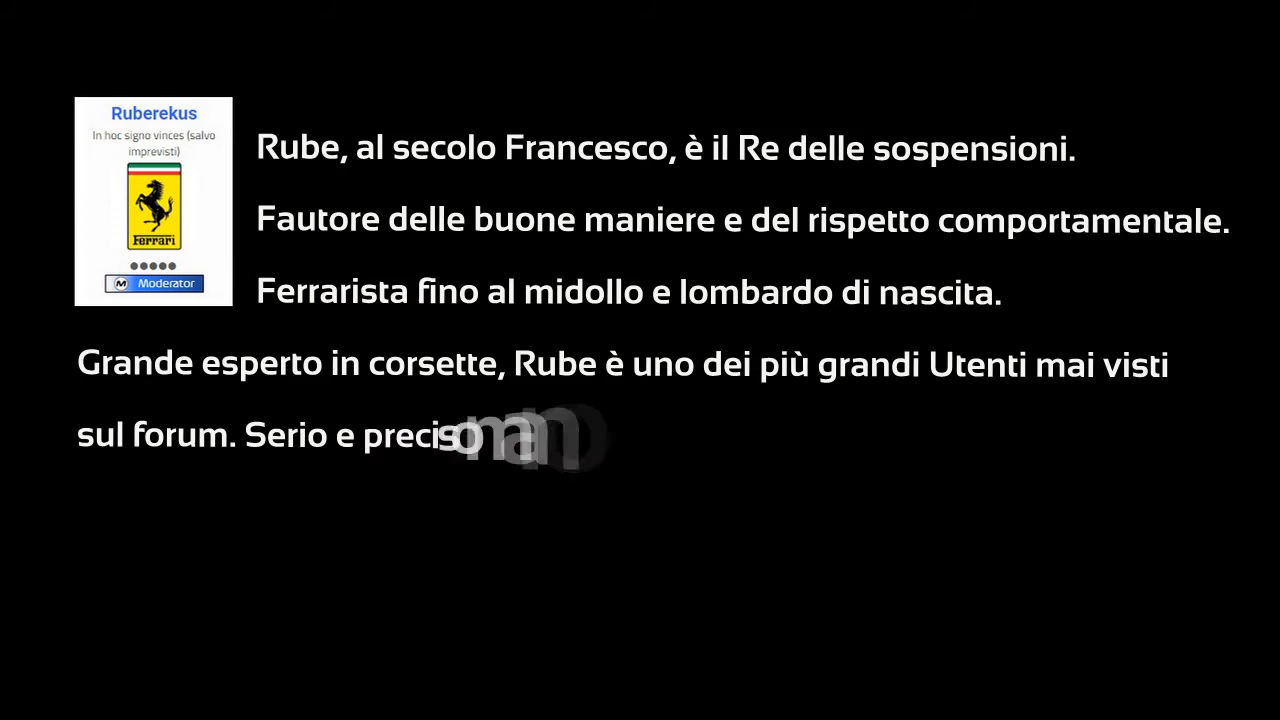 Ruberekus
In hoc signo vinces (salvo
imprevisti)
Ferrari
Moderator
Rube, al secolo Francesco, è il Re delle sospensioni.
Fautore delle buone maniere e del rispetto comportamentale.
Ferrarista fino al midollo e lombardo di nascita.
Grande esperto in corsette, Rube è uno dei più grandi Utenti mai visti
sul forum. Serio e preciso